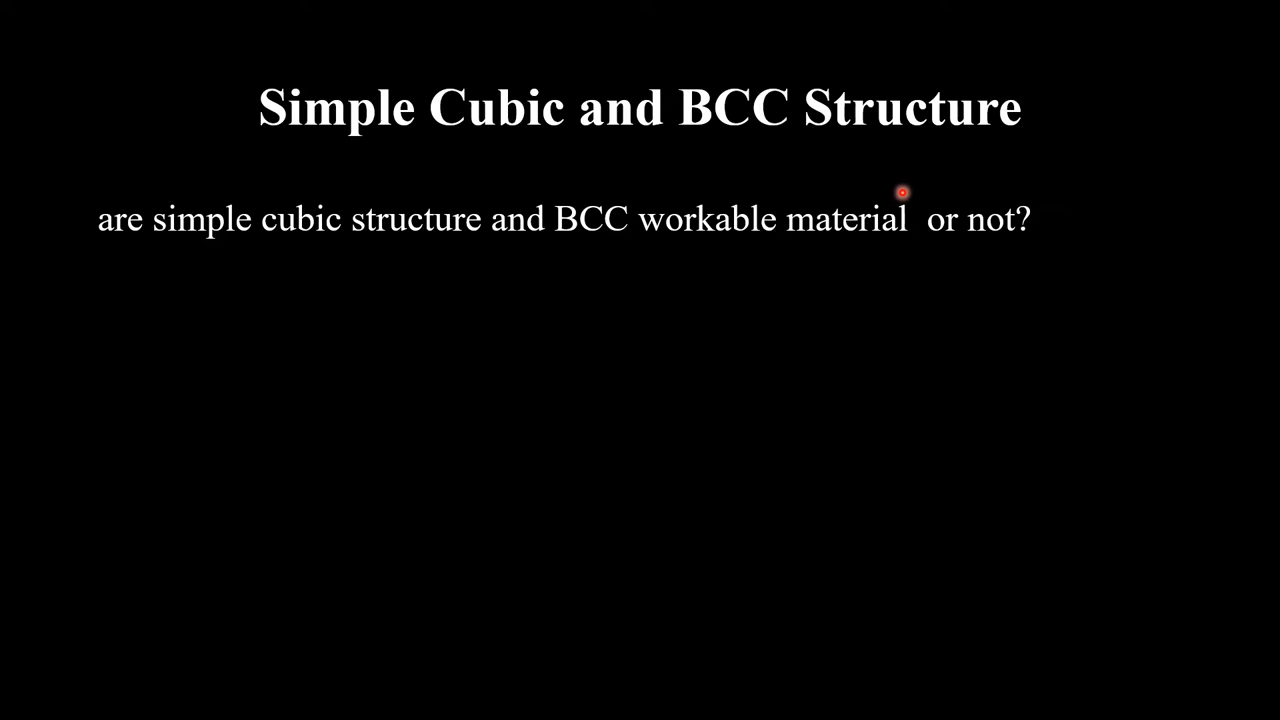 Simple Cubic and BCC Structure
are simple cubic structure and BCC workable material  or not?